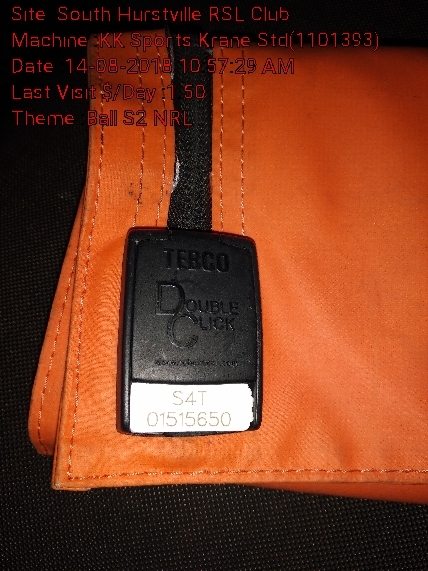 Site: South Hurstville RSL Club
Machine: KK Sports Krane Std(1101393)
Date: 14-08-2018 10:57:29 AM
Last Visit $/Day :1.50
Theme: Ball S2 NRL
TEBCO
DOUBLE
CLICK
S4T
01515650